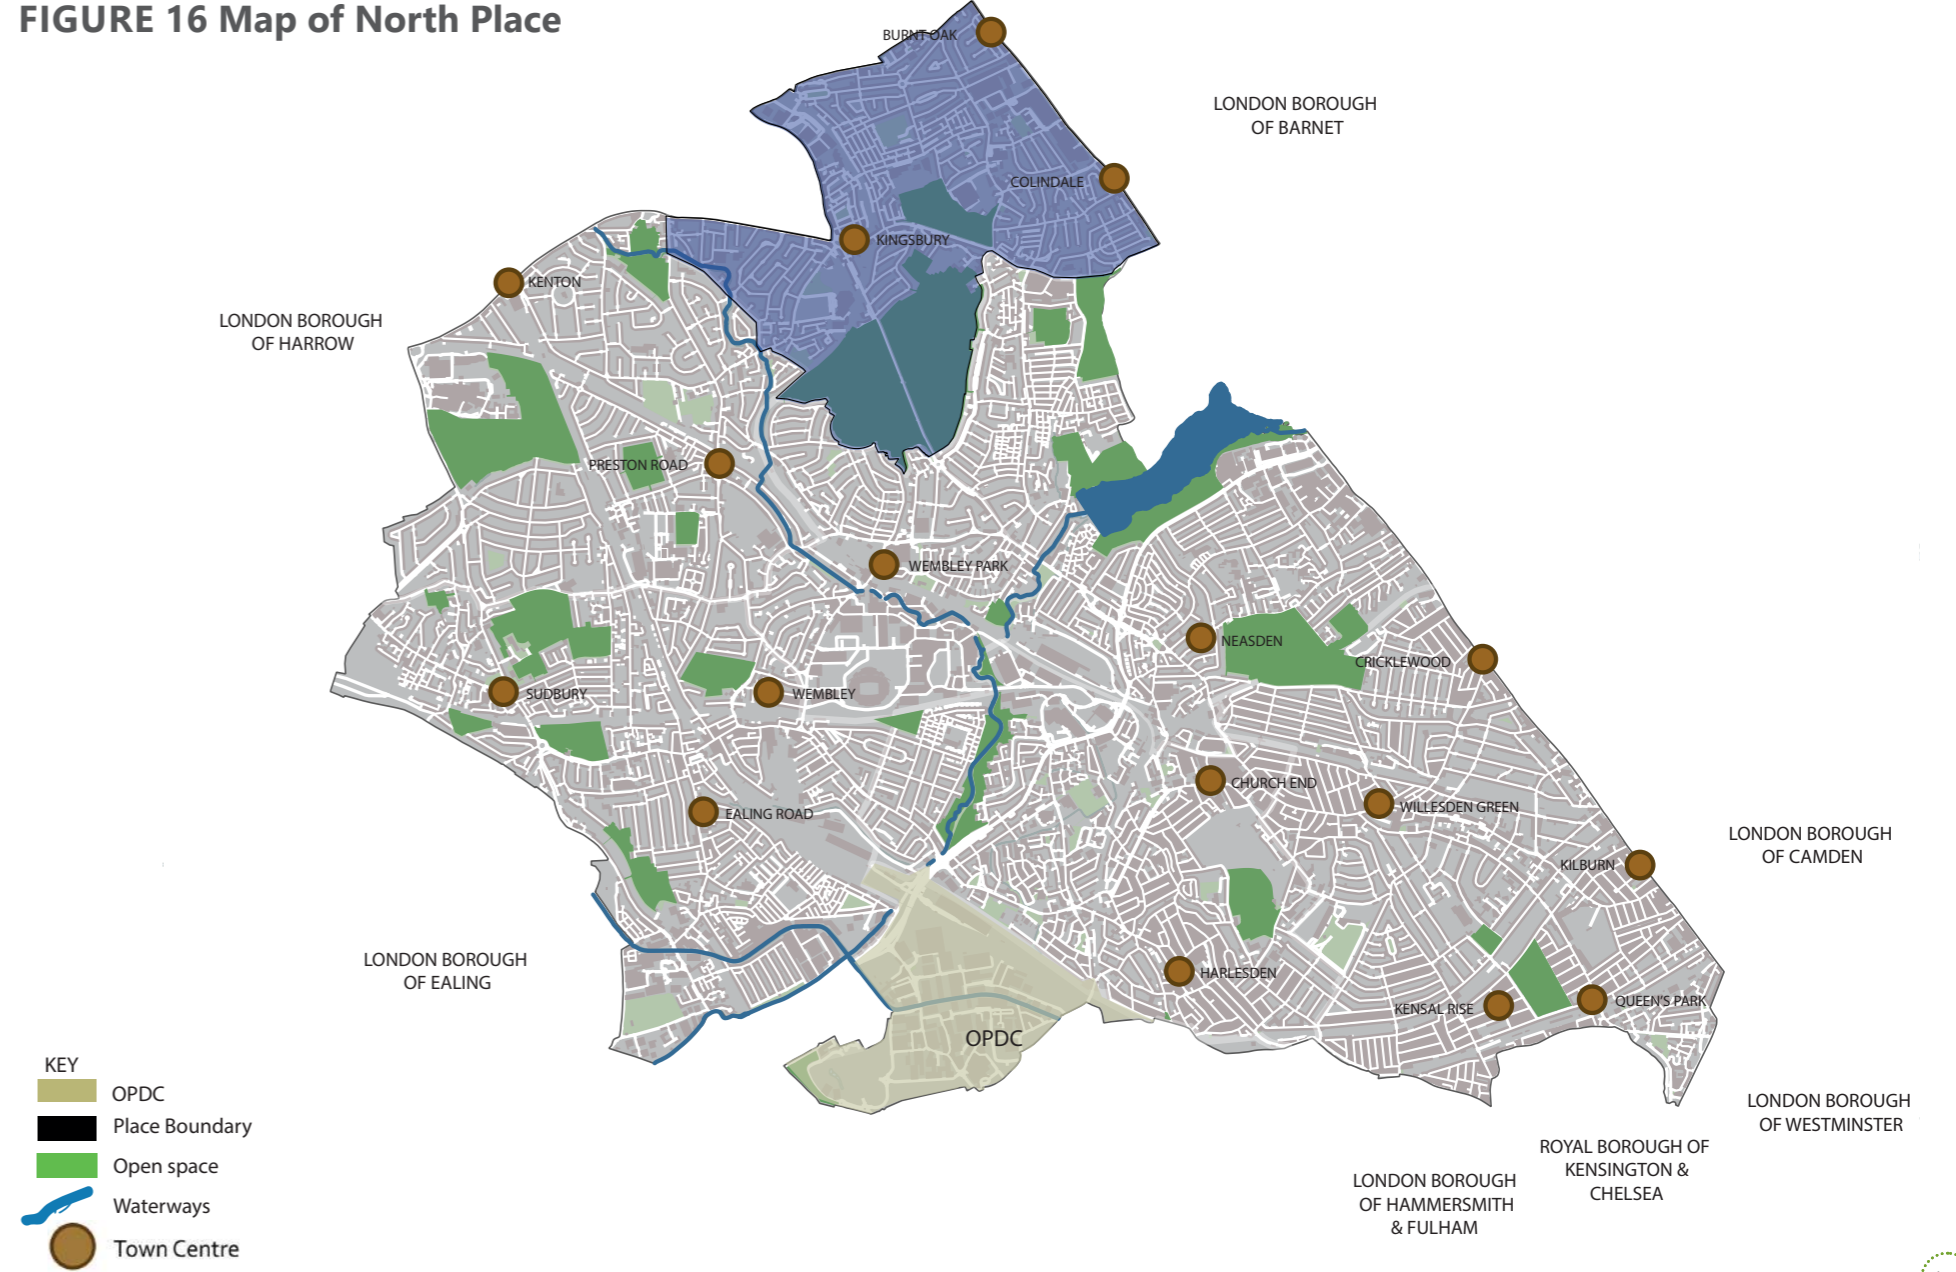 FIGURE 16 Map of North Place
BURNT OAK
LONDON BOROUGH
OF BARNET
COLINDALE
KINGSBURY
KENTON
LONDON BOROUGH
OF HARROW
PRESTON ROAD
WEMBLEY PARK
NEASDEN
CRICKLEWOOD
SUDBURY
WEMBLEY
CHURCH END
WILLESDEN GREEN
EALING ROAD
LONDON BOROUGH
OF CAMDEN
KILBURN
LONDON BOROUGH
OF EALING
HARLESDEN
KENSAL RISE
QUEEN'S PARK
OPDC
KEY
OPDC
Place Boundary
Open space
Waterways
Town Centre
LONDON BOROUGH
OF WESTMINSTER
ROYAL BOROUGH OF
KENSINGTON &
CHELSEA
LONDON BOROUGH
OF HAMMERSMITH
& FULHAM